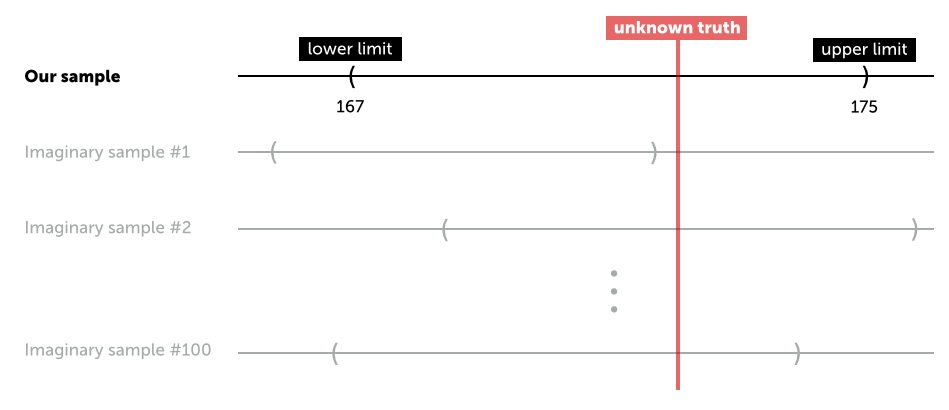 unknown truth
lower limit
upper limit
Our sample
( )
167 175
Imaginary sample #1
( )
Imaginary sample #2
( )
Imaginary sample #100
( )